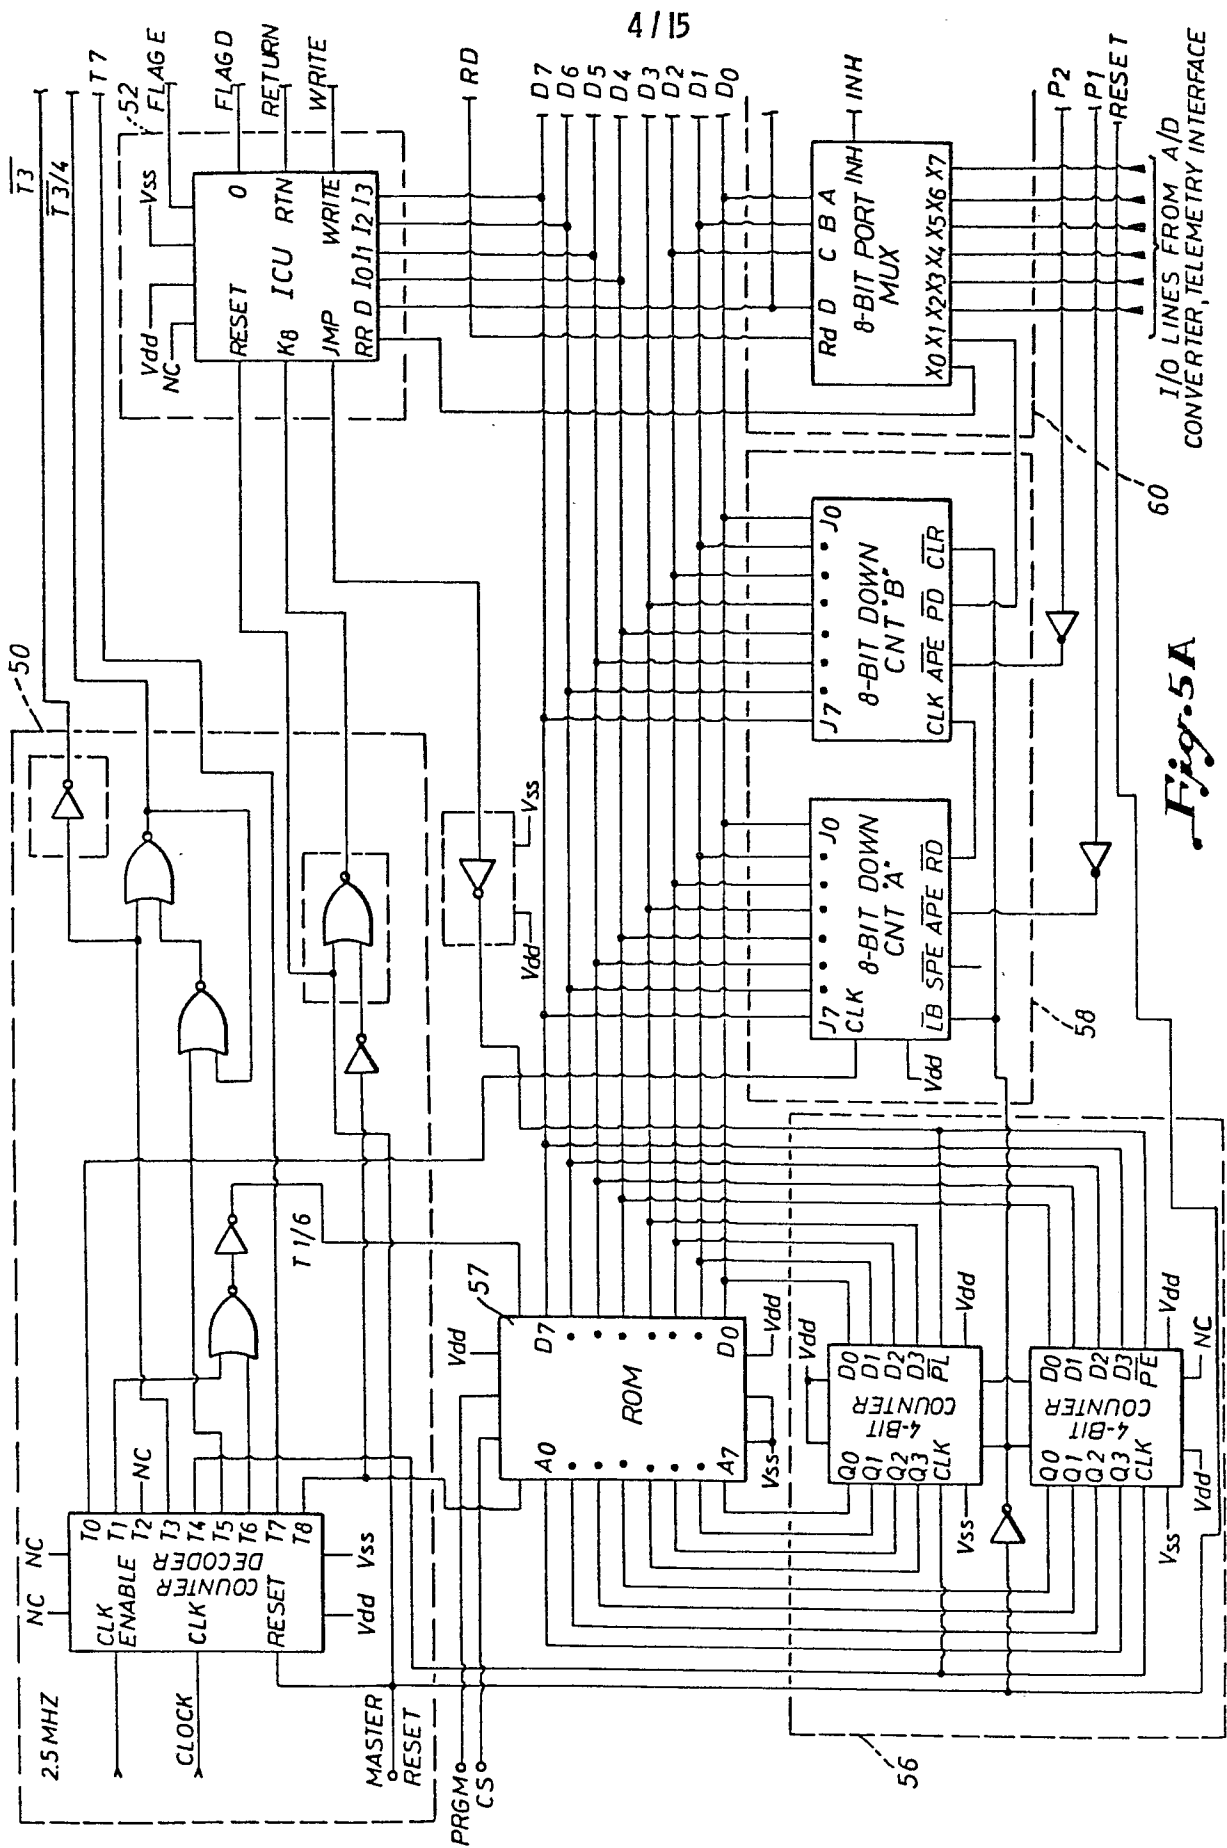 4/15
50
2.5 MHZ
NC
NC
CLK
ENABLE
CLK
RESET
COUNTER
DECODER
T0
T1
T2
T3
T4
T5
T6
T7
T8
NC
Vdd
Vss
CLOCK
MASTER
RESET
T 1/6
T3
T3/4
T7
52
FLAG E
FLAG D
RETURN
WRITE
Vdd
NC
Vss
RESET
K8
JMP
RR D I0 I1 I2 I3
ICU
O
RTN
WRITE
Vss
Vdd
PRGM
CS
57
Vdd
A0
A7
ROM
D7
D0
Vss
Vdd
RD
D7
D6
D5
D4
D3
D2
D1
D0
56
Vdd
Q0
Q1
Q2
Q3
CLK
4-BIT
COUNTER
D0
D1
D2
D3
PL
Vss
Vdd
Q0
Q1
Q2
Q3
CLK
4-BIT
COUNTER
D0
D1
D2
D3
PE
Vss
Vdd
NC
Vdd
58
J7
J0
CLK
8-BIT DOWN
CNT "A"
LB SPE APE RD
Vdd
J7
J0
8-BIT DOWN
CNT "B"
CLK APE PD CLR
60
Rd D C B A
8-BIT PORT
MUX
INH
X0 X1 X2 X3 X4 X5 X6 X7
INH
P2
P1
RESET
I/O LINES FROM A/D
CONVERTER, TELEMETRY INTERFACE
Fig. 5A